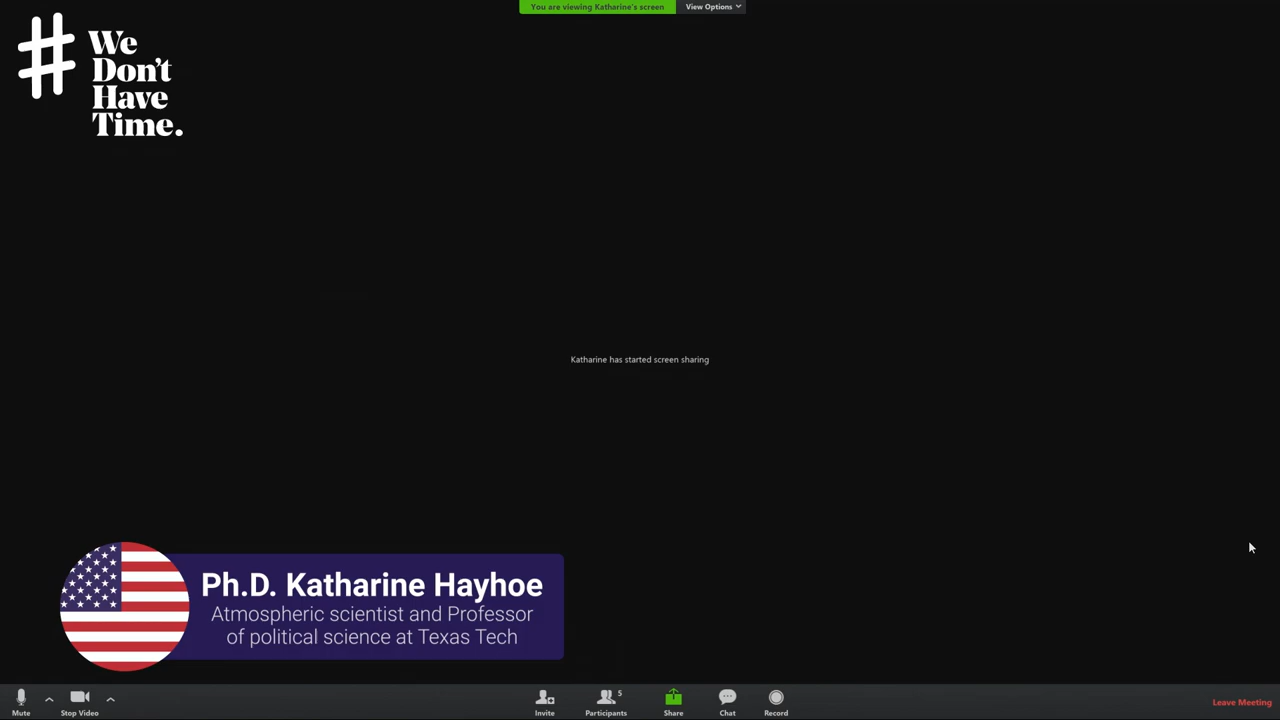 You are viewing Katharine's screen View Options
# We
Don't
Have
Time.
Katharine has started screen sharing
Ph.D. Katharine Hayhoe
Atmospheric scientist and Professor
of political science at Texas Tech
Mute Stop Video Invite Participants 5 Share Chat Record Leave Meeting